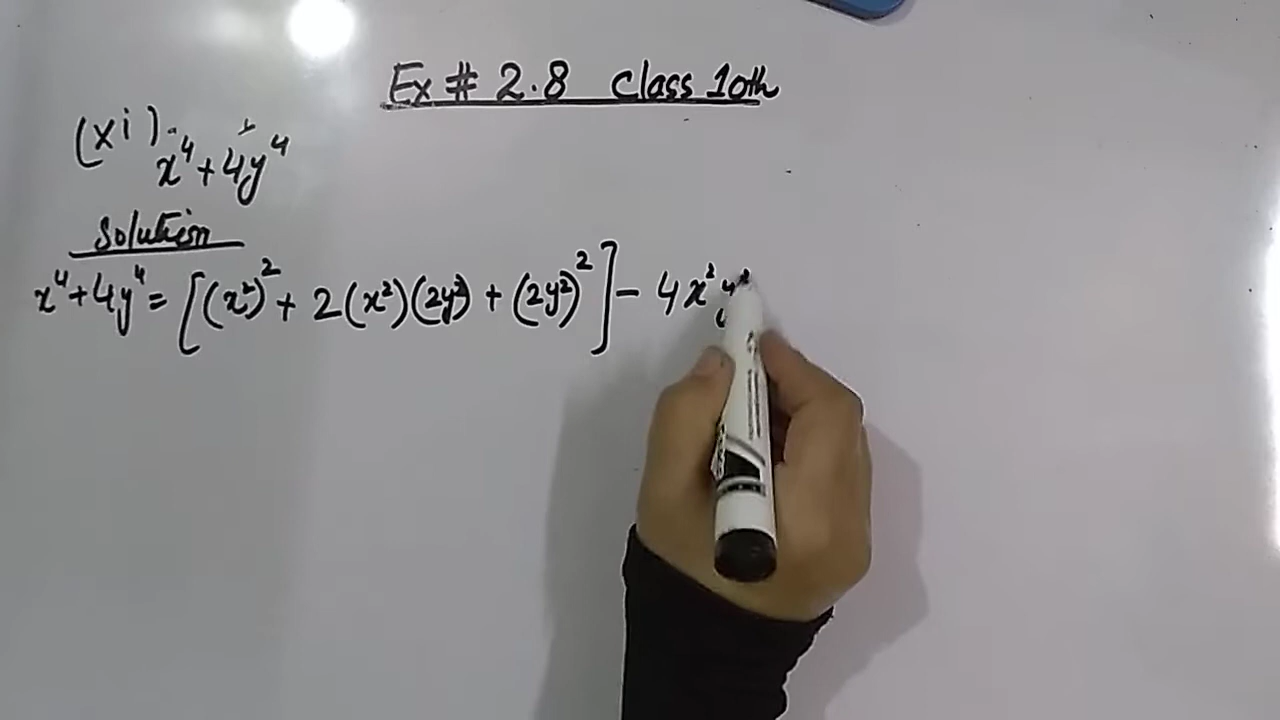 Ex # 2.8 Class 10th
(xi). x⁴ + 4y⁴
Solution
x⁴ + 4y⁴ = [(x²)² + 2(x²)(2y²) + (2y²)²] - 4x²y²